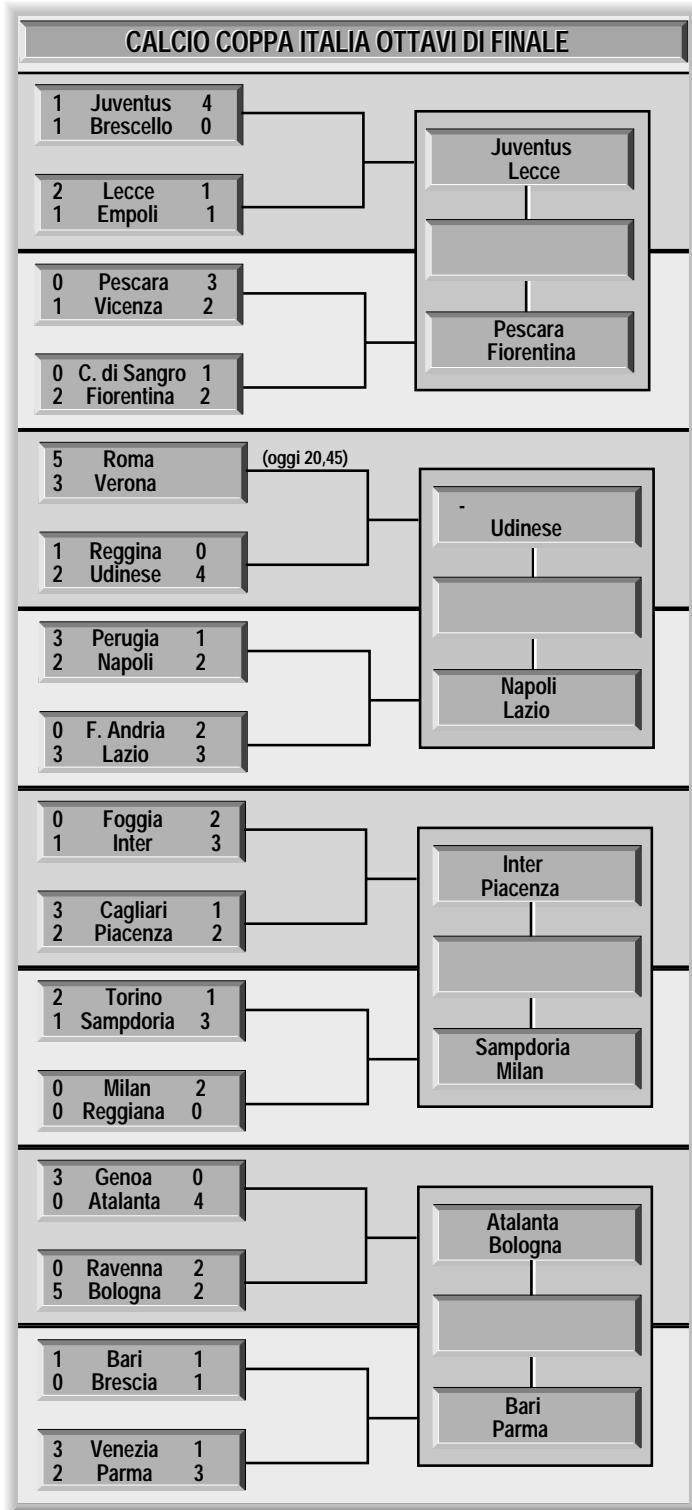 CALCIO COPPA ITALIA OTTAVI DI FINALE
1 Juventus 4
1 Brescello 0
2 Lecce 1
1 Empoli 1
Juventus
Lecce
0 Pescara 3
1 Vicenza 2
0 C. di Sangro 1
2 Fiorentina 2
Pescara
Fiorentina
5 Roma
3 Verona
(oggi 20,45)
1 Reggina 0
2 Udinese 4
-
Udinese
3 Perugia 1
2 Napoli 2
0 F. Andria 2
3 Lazio 3
Napoli
Lazio
0 Foggia 2
1 Inter 3
3 Cagliari 1
2 Piacenza 2
Inter
Piacenza
2 Torino 1
1 Sampdoria 3
0 Milan 2
0 Reggiana 0
Sampdoria
Milan
3 Genoa 0
0 Atalanta 4
0 Ravenna 2
5 Bologna 2
Atalanta
Bologna
1 Bari 1
0 Brescia 1
3 Venezia 1
2 Parma 3
Bari
Parma